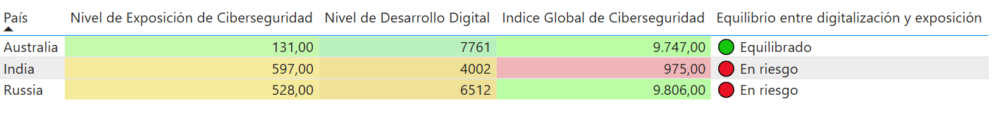 País Nivel de Exposición de Ciberseguridad Nivel de Desarrollo Digital Indice Global de Ciberseguridad Equilibrio entre digitalización y exposición
Australia 131,00 7761 9.747,00 Equilibrado
India 597,00 4002 975,00 En riesgo
Russia 528,00 6512 9.806,00 En riesgo